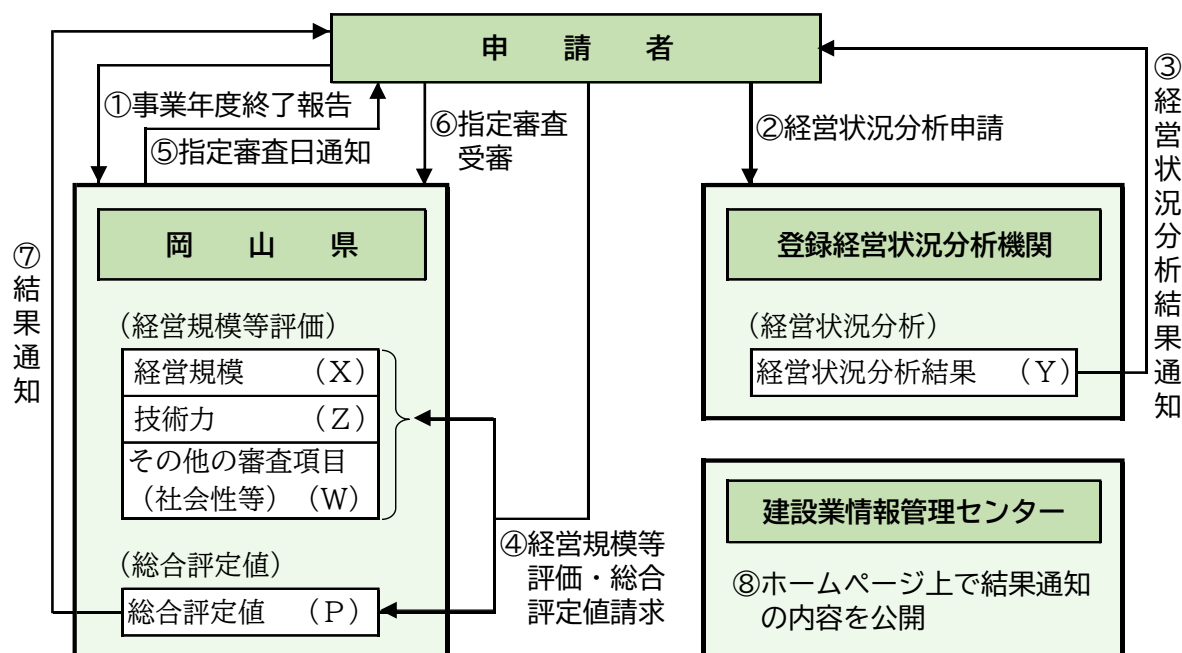 申請者
①事業年度終了報告
⑤指定審査日通知
⑥指定審査
受審
②経営状況分析申請
③経営状況分析結果通知
岡山県
(経営規模等評価)
経営規模 (X)
技術力 (Z)
その他の審査項目
(社会性等) (W)
(総合評定値)
総合評定値 (P)
⑦結果通知
④経営規模等
評価・総合
評定値請求
登録経営状況分析機関
(経営状況分析)
経営状況分析結果 (Y)
建設業情報管理センター
⑧ホームページ上で結果通知
の内容を公開